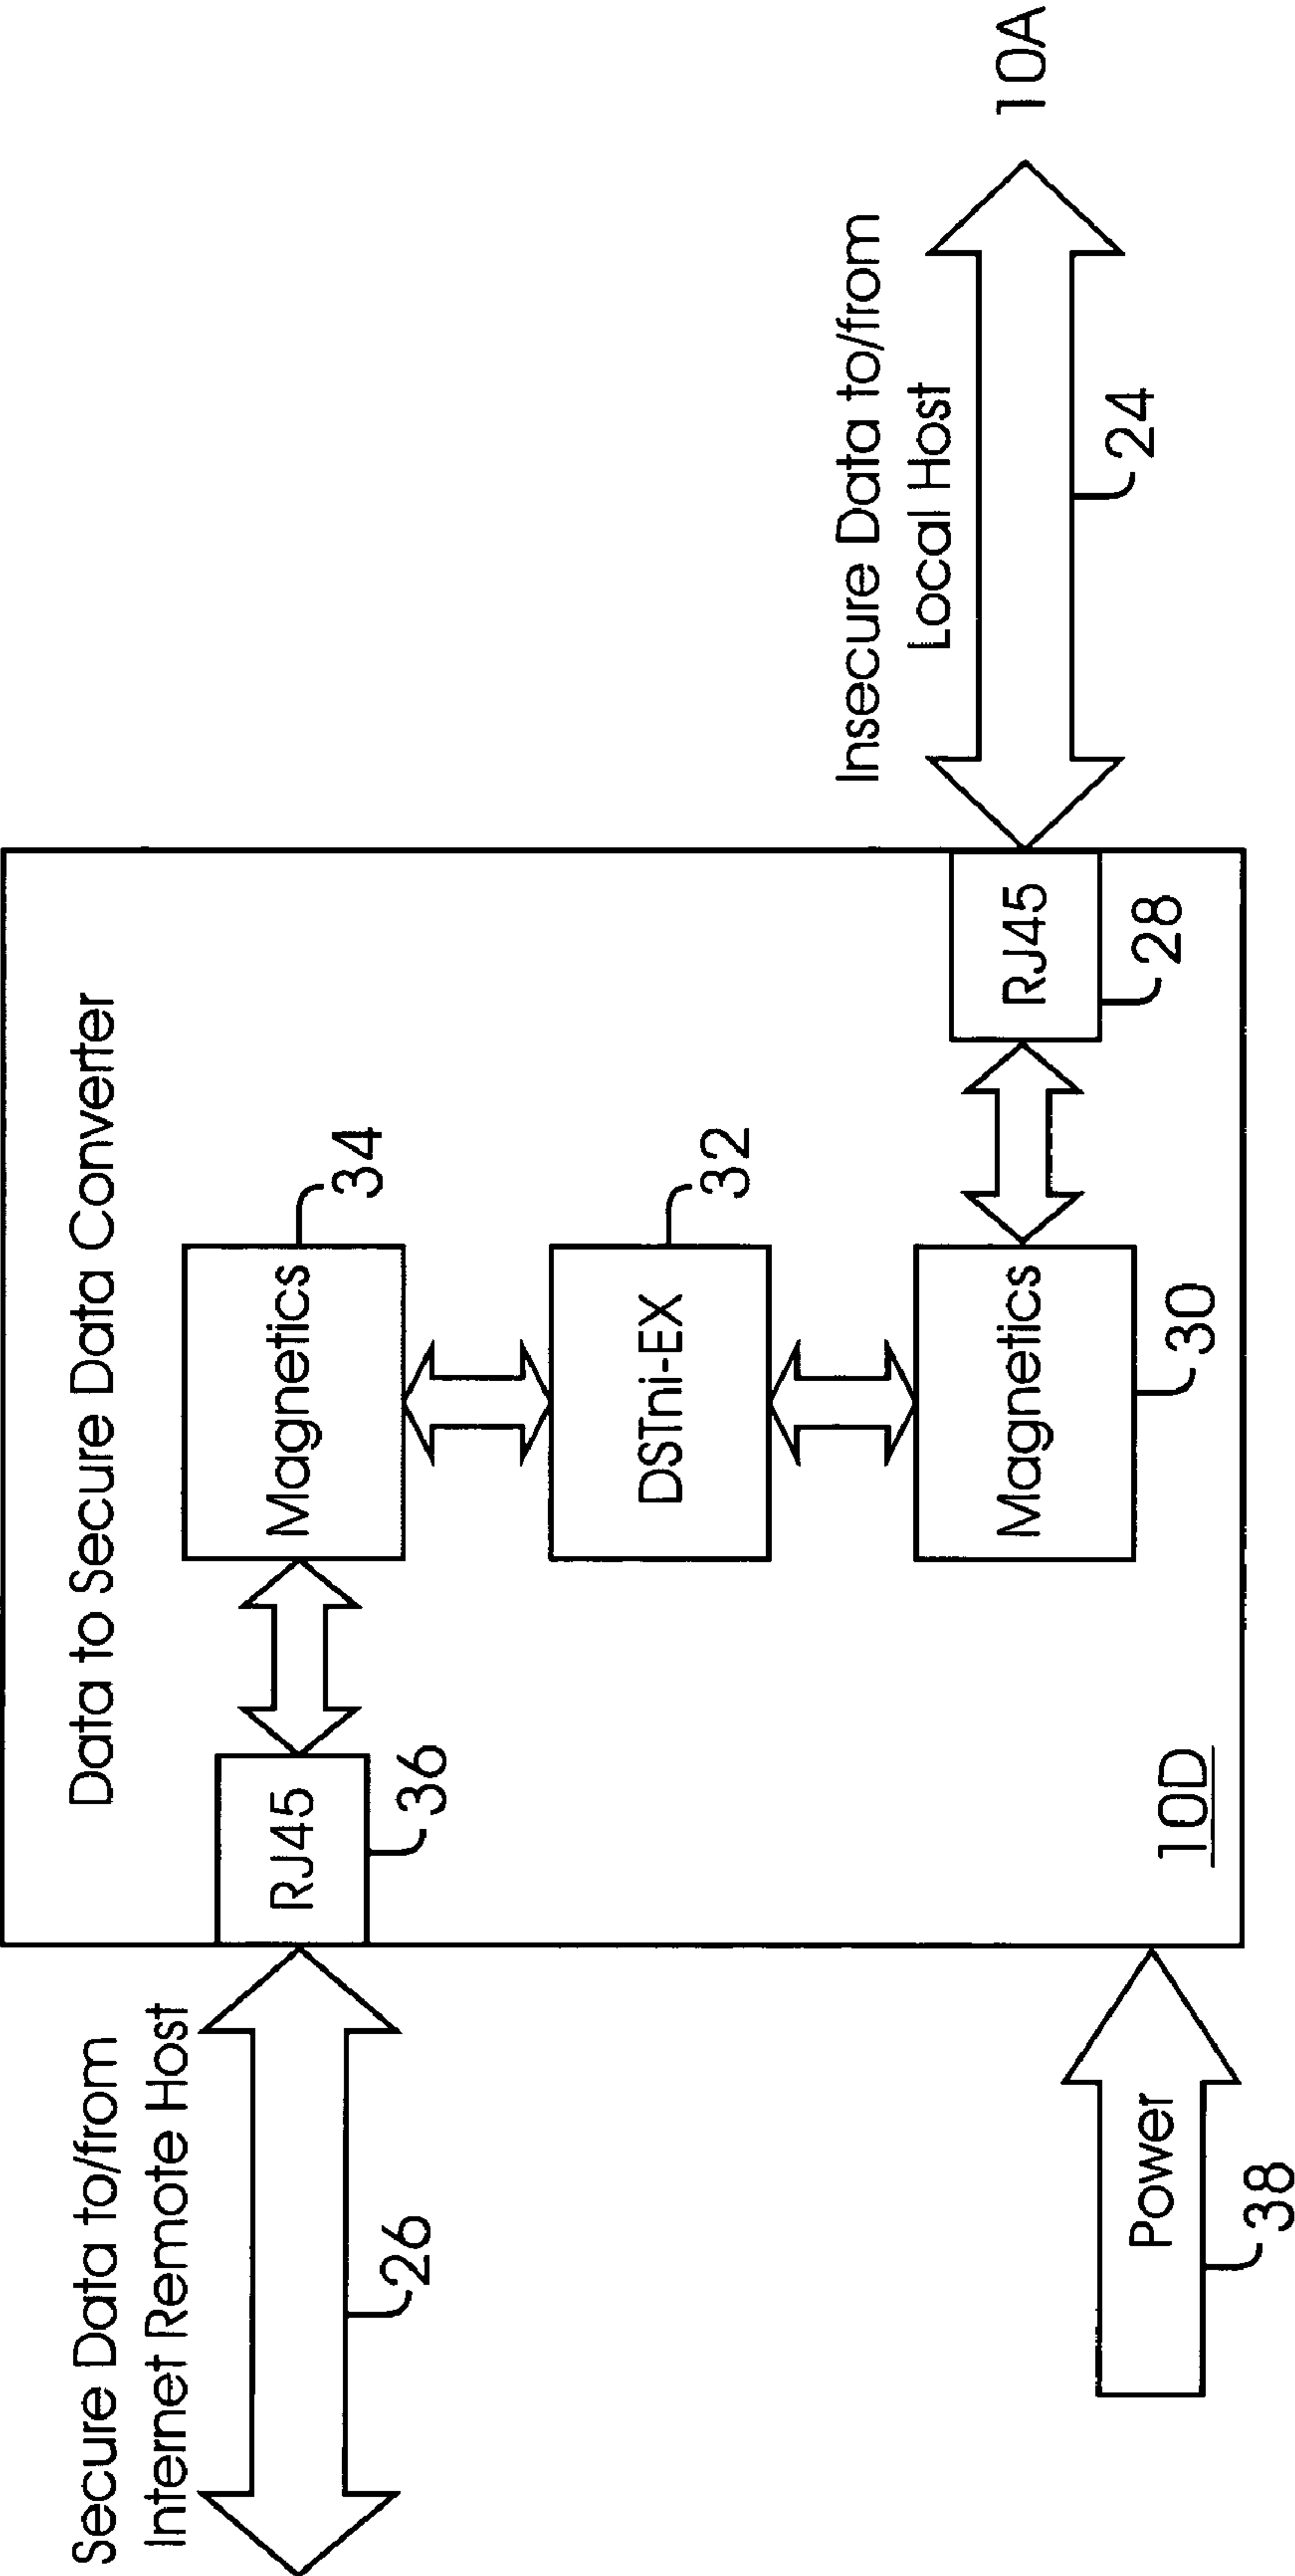 Data to Secure Data Converter
Secure Data to/from
Internet Remote Host
26
RJ45
36
Magnetics
34
DSTni-EX
32
Magnetics
30
RJ45
28
Insecure Data to/from
Local Host
24
10A
Power
38
10D